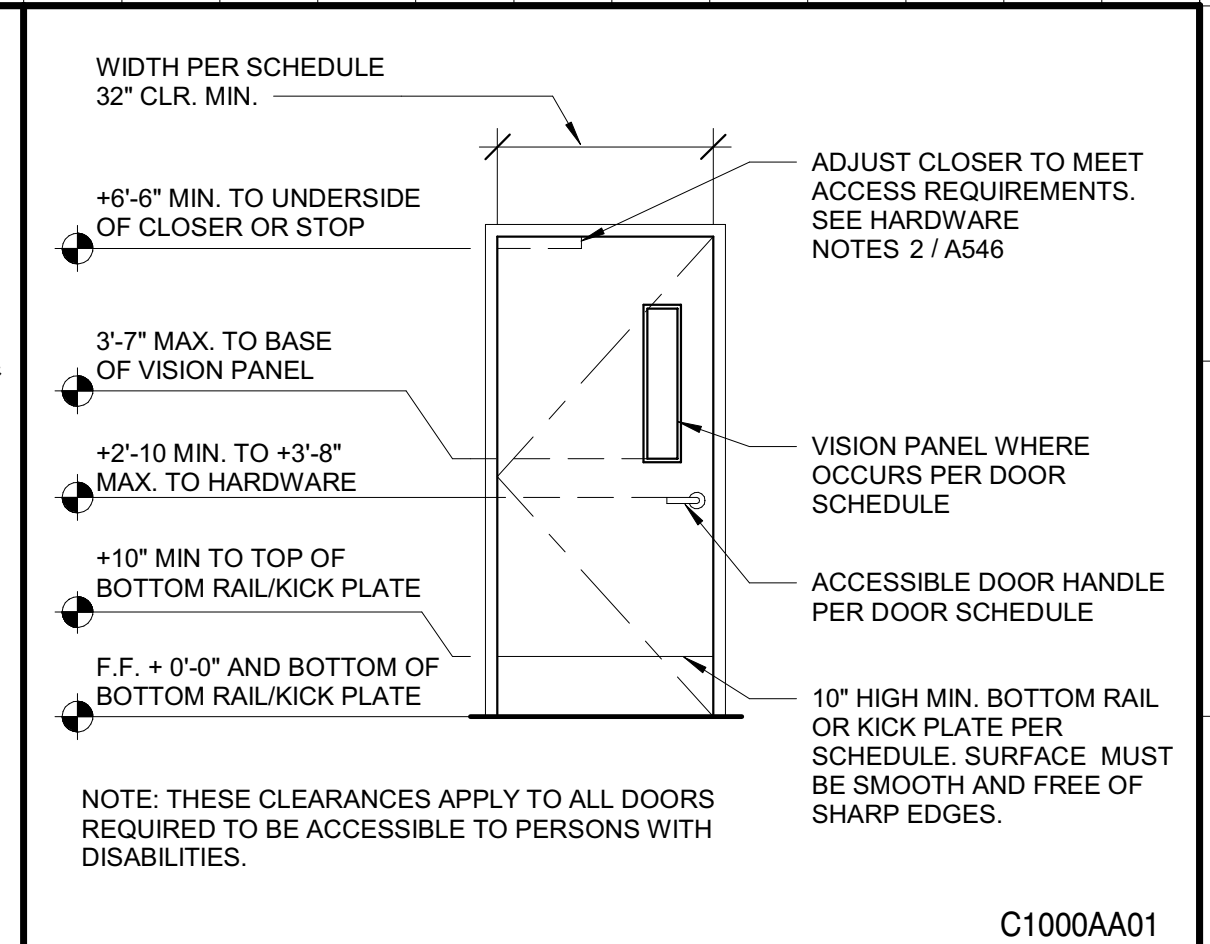 WIDTH PER SCHEDULE
32" CLR. MIN.
+6'-6" MIN. TO UNDERSIDE
OF CLOSER OR STOP
3'-7" MAX. TO BASE
OF VISION PANEL
+2'-10 MIN. TO +3'-8"
MAX. TO HARDWARE
+10" MIN TO TOP OF
BOTTOM RAIL/KICK PLATE
F.F. + 0'-0" AND BOTTOM OF
BOTTOM RAIL/KICK PLATE
ADJUST CLOSER TO MEET
ACCESS REQUIREMENTS.
SEE HARDWARE
NOTES 2 / A546
VISION PANEL WHERE
OCCURS PER DOOR
SCHEDULE
ACCESSIBLE DOOR HANDLE
PER DOOR SCHEDULE
10" HIGH MIN. BOTTOM RAIL
OR KICK PLATE PER
SCHEDULE. SURFACE MUST
BE SMOOTH AND FREE OF
SHARP EDGES.
NOTE: THESE CLEARANCES APPLY TO ALL DOORS
REQUIRED TO BE ACCESSIBLE TO PERSONS WITH
DISABILITIES.
C1000AA01